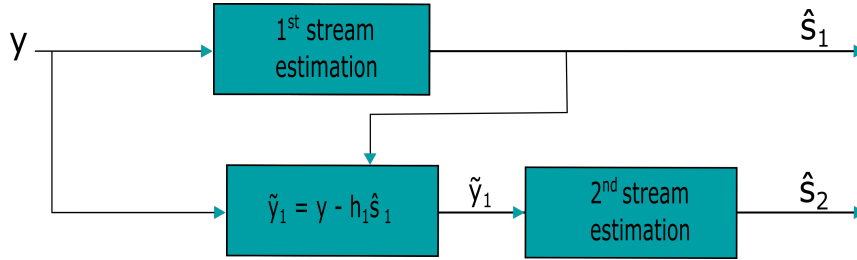 y
1st stream
estimation
ŝ1
ỹ1 = y - h1ŝ1
ỹ1
2nd stream
estimation
ŝ2